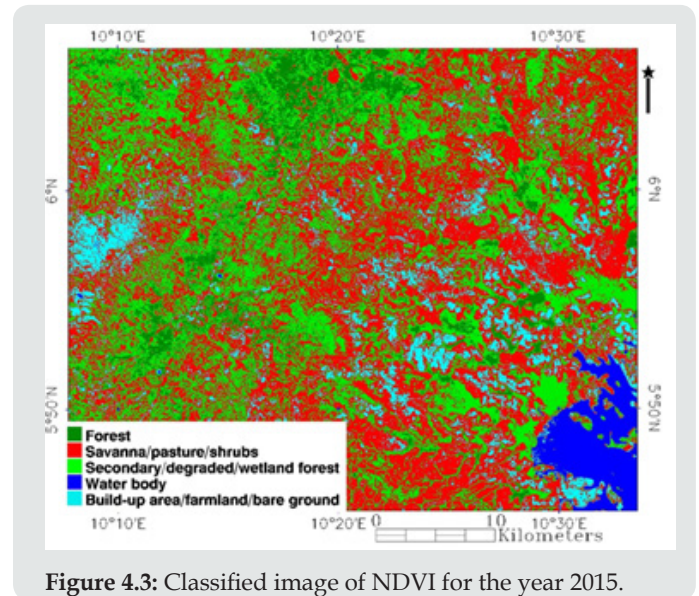 10°10'E 10°20'E 10°30'E
6°N 6°N
5°50'N 5°50'N
Forest
Savanna/pasture/shrubs
Secondary/degraded/wetland forest
Water body
Build-up area/farmland/bare ground
10°10'E 10°20'E 10°30'E
0 10
Kilometers
Figure 4.3: Classified image of NDVI for the year 2015.